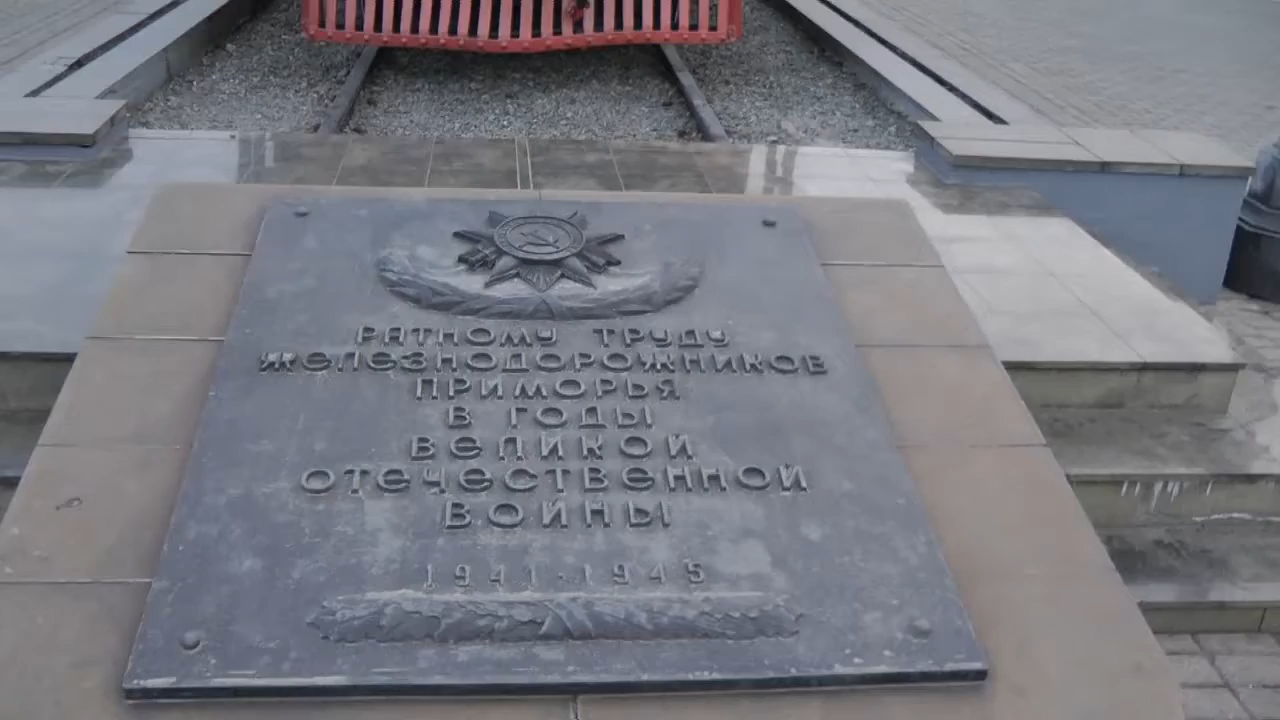 РАТНОМУ ТРУДУ
ЖЕЛЕЗНОДОРОЖНИКОВ
ПРИМОРЬЯ
В ГОДЫ
ВЕЛИКОЙ
ОТЕЧЕСТВЕННОЙ
ВОЙНЫ
1941-1945